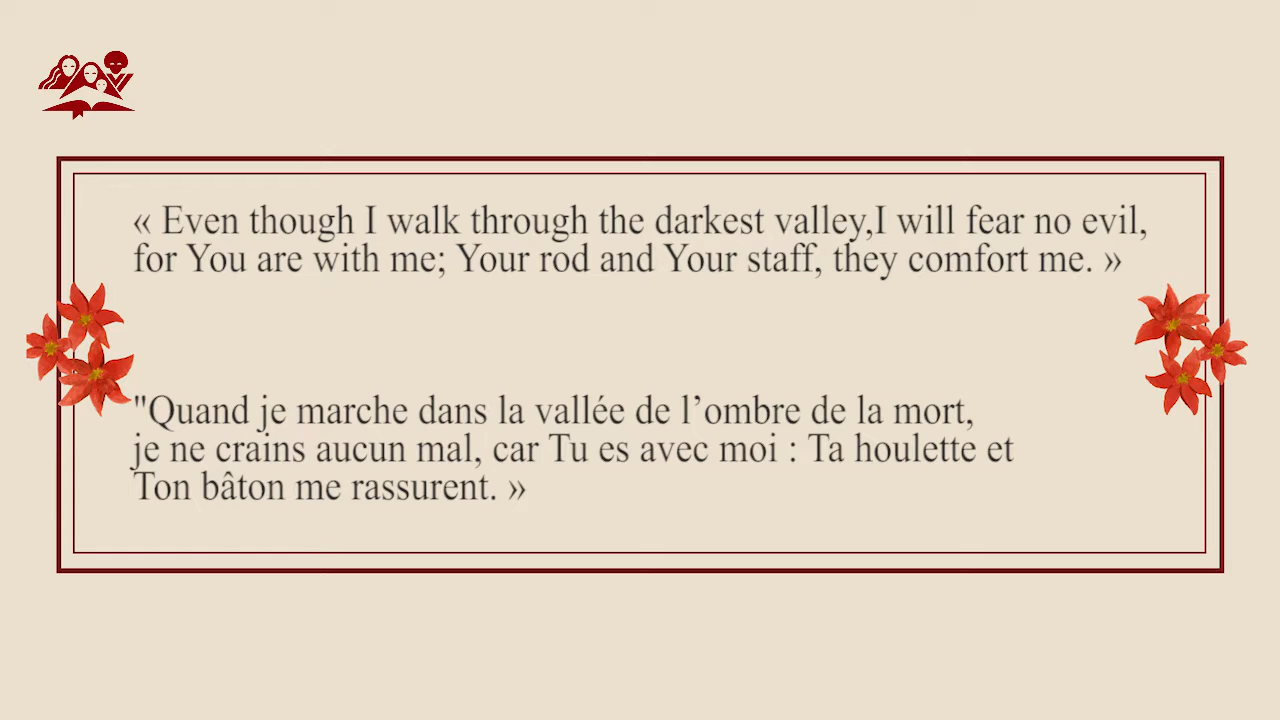 « Even though I walk through the darkest valley,I will fear no evil,
for You are with me; Your rod and Your staff, they comfort me. »
"Quand je marche dans la vallée de l’ombre de la mort,
je ne crains aucun mal, car Tu es avec moi : Ta houlette et
Ton bâton me rassurent. »